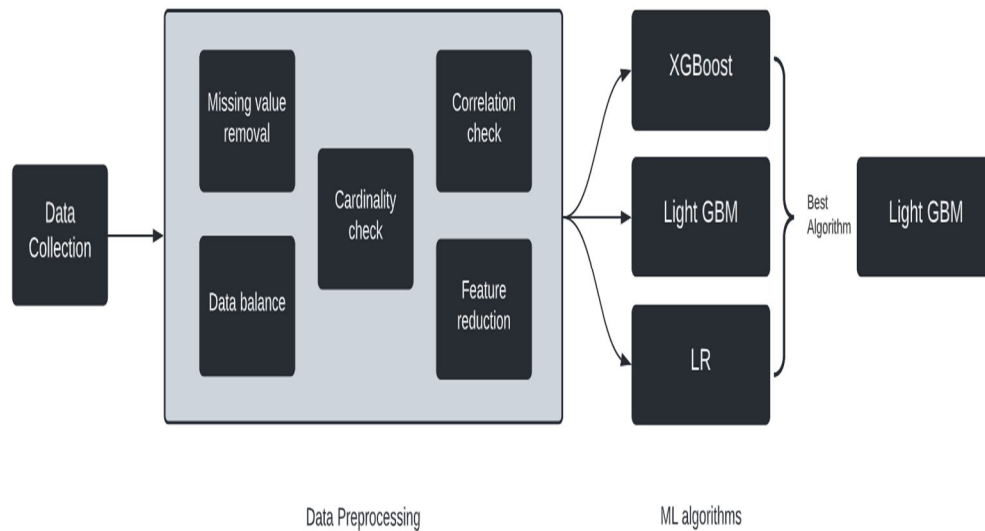 Data
Collection
Missing value
removal
Data balance
Cardinality
check
Correlation
check
Feature
reduction
Data Preprocessing
XGBoost
Light GBM
LR
ML algorithms
Best
Algorithm
Light GBM